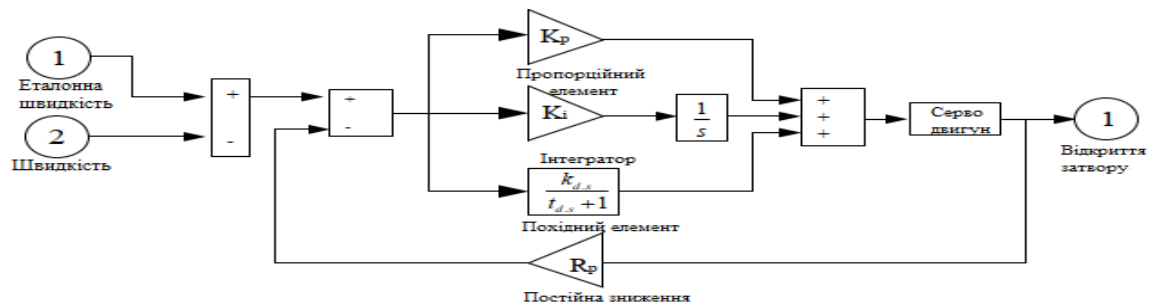 1
Еталонна
швидкість
2
Швидкість
+
-
+
-
Kp
Пропорційний
елемент
Ki
1
s
Інтегратор
kd.s
td.s + 1
Похідний елемент
Rp
Постійна зниження
+
+
+
Серво
двигун
1
Відкриття
затвору